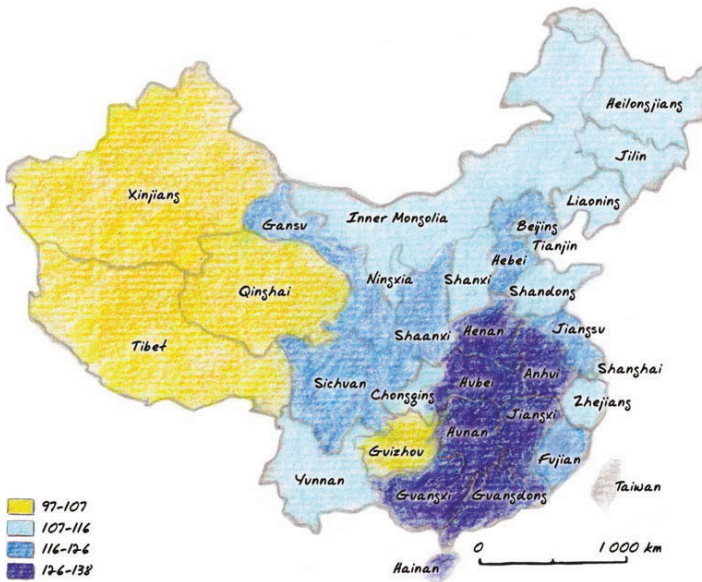 Heilongjiang
Jilin
Liaoning
Xinjiang
Gansu
Inner Mongolia
Beijing
Tianjin
Hebei
Ningxia
Shanxi
Shandong
Qinghai
Tibet
Shaanxi
Henan
Jiangsu
Sichuan
Chongqing
Hubei
Anhui
Shanghai
Zhejiang
Jiangxi
Hunan
Guizhou
Fujian
Yunnan
Guangxi
Guangdong
Taiwan
Hainan
97-107
107-116
116-126
126-138
0 1 000 km